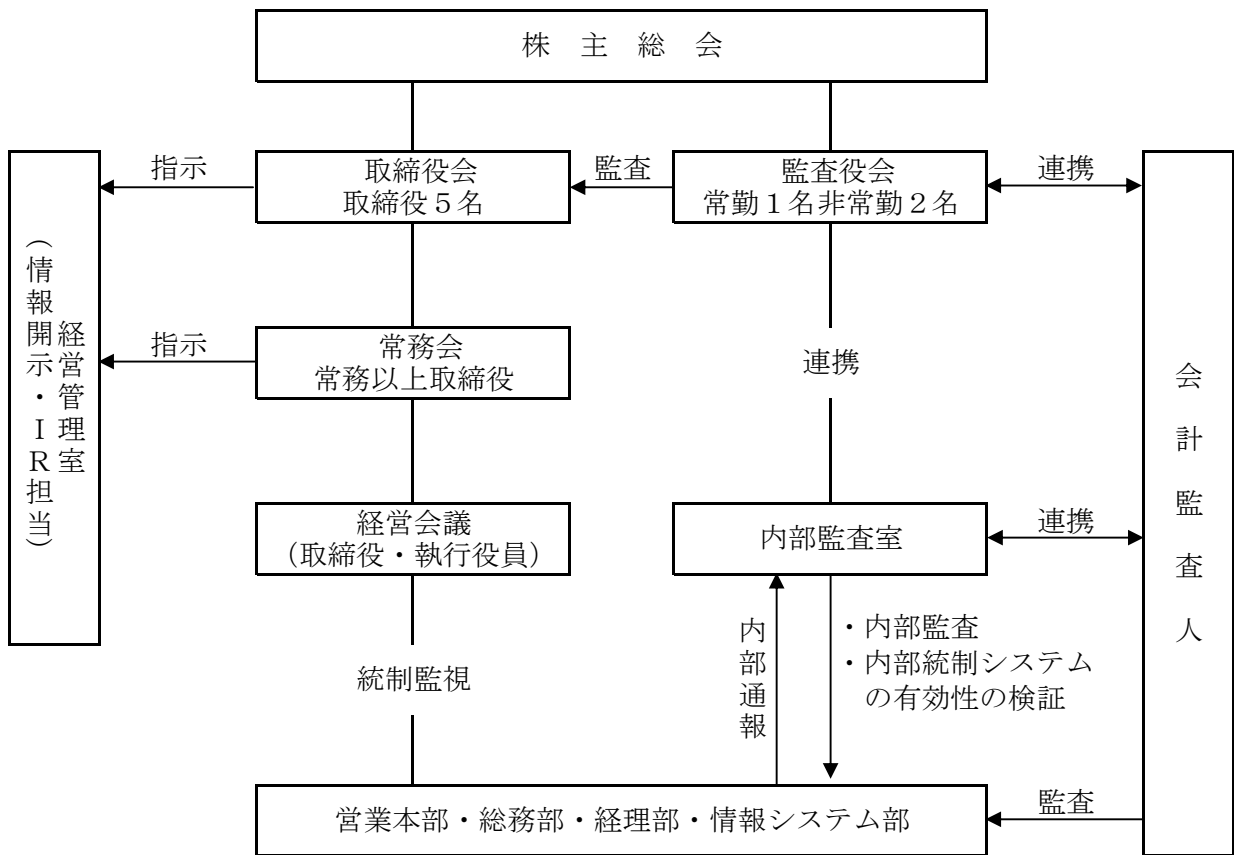 株主総会
指示
取締役会
取締役５名
監査
監査役会
常勤１名非常勤２名
連携
経営管理室
（情報開示・ＩＲ担当）
指示
常務会
常務以上取締役
連携
会計監査人
経営会議
（取締役・執行役員）
内部監査室
連携
統制監視
内部通報
・内部監査
・内部統制システム
の有効性の検証
営業本部・総務部・経理部・情報システム部
監査